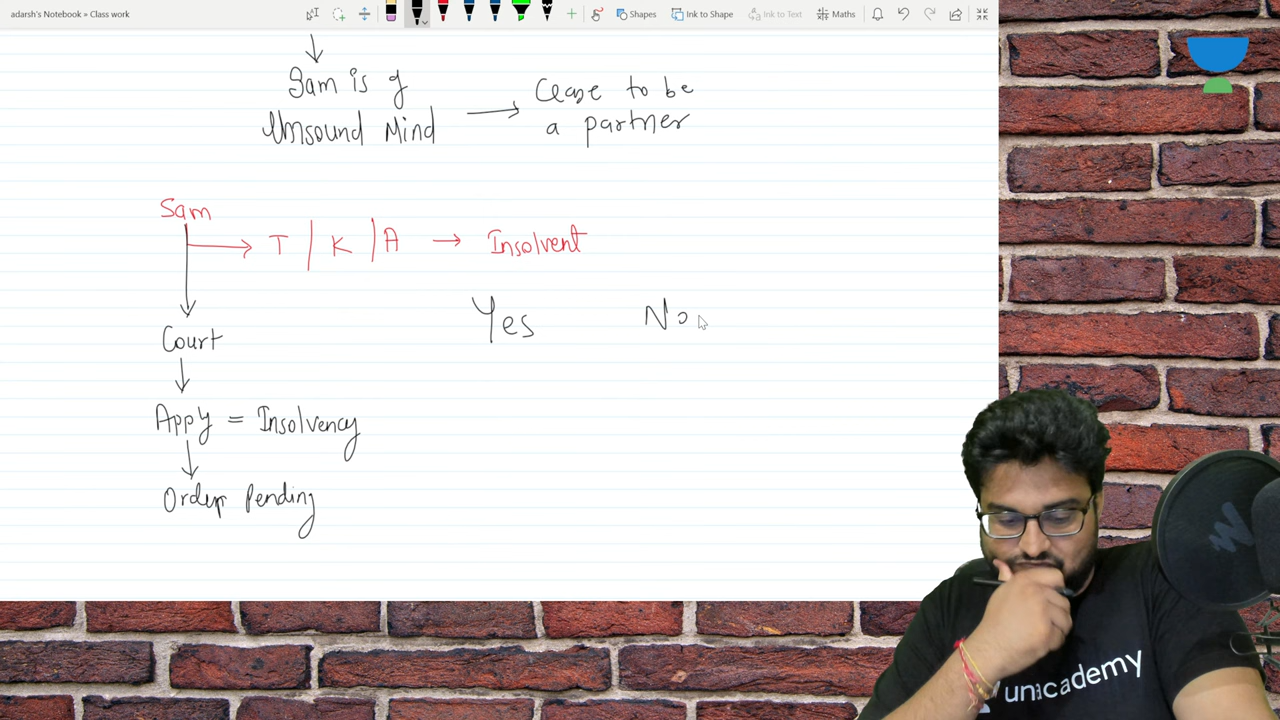 adarsh's Notebook » Class work
Shapes
Ink to Shape
Ink to Text
Maths
Sam is of
Unsound Mind
Cease to be
a partner
Sam
T | K | A → Insolvent
Yes No
Court
Apply = Insolvency
Order Pending
unacademy